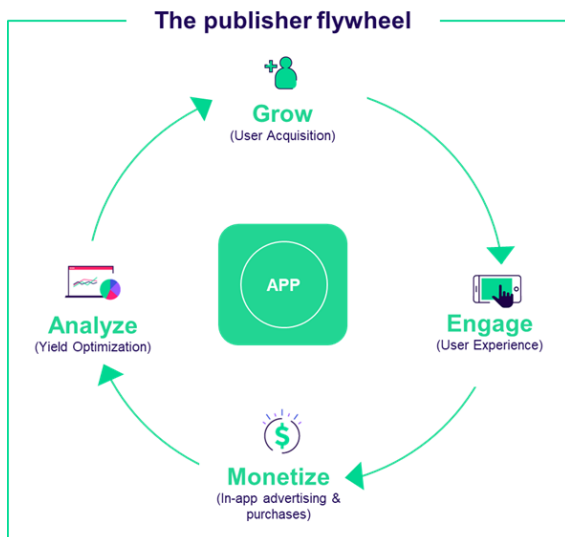 The publisher flywheel
Grow
(User Acquisition)
APP
Analyze
(Yield Optimization)
Engage
(User Experience)
$
Monetize
(In-app advertising &
purchases)